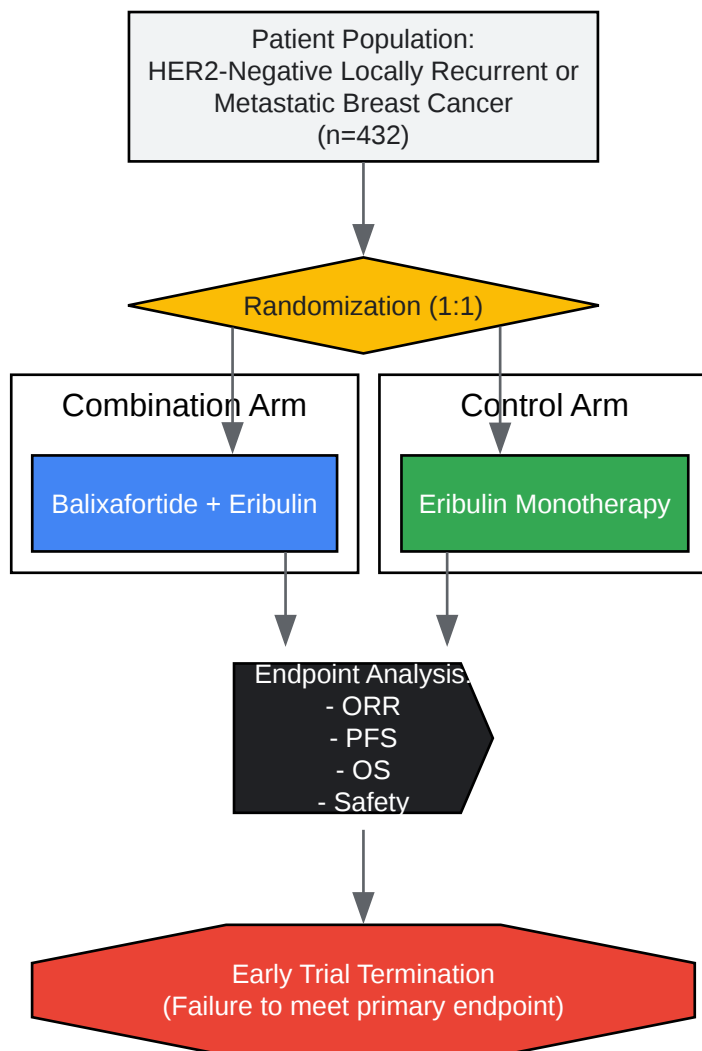 Patient Population:
HER2-Negative Locally Recurrent or
Metastatic Breast Cancer
(n=432)
Randomization (1:1)
Combination Arm
Control Arm
Balixafortide + Eribulin
Eribulin Monotherapy
Endpoint Analysis:
- ORR
- PFS
- OS
- Safety
Early Trial Termination
(Failure to meet primary endpoint)